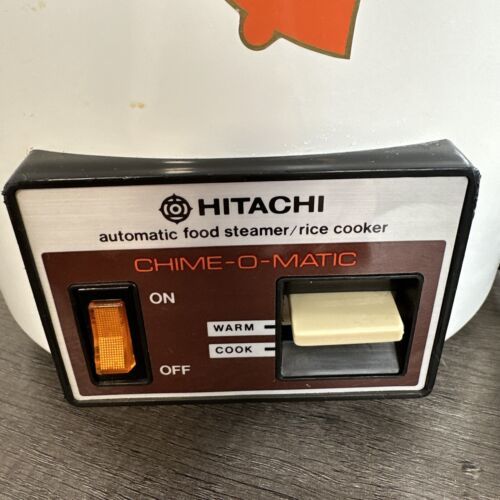 HITACHI
automatic food steamer/rice cooker
CHIME-O-MATIC
ON
OFF
WARM
COOK